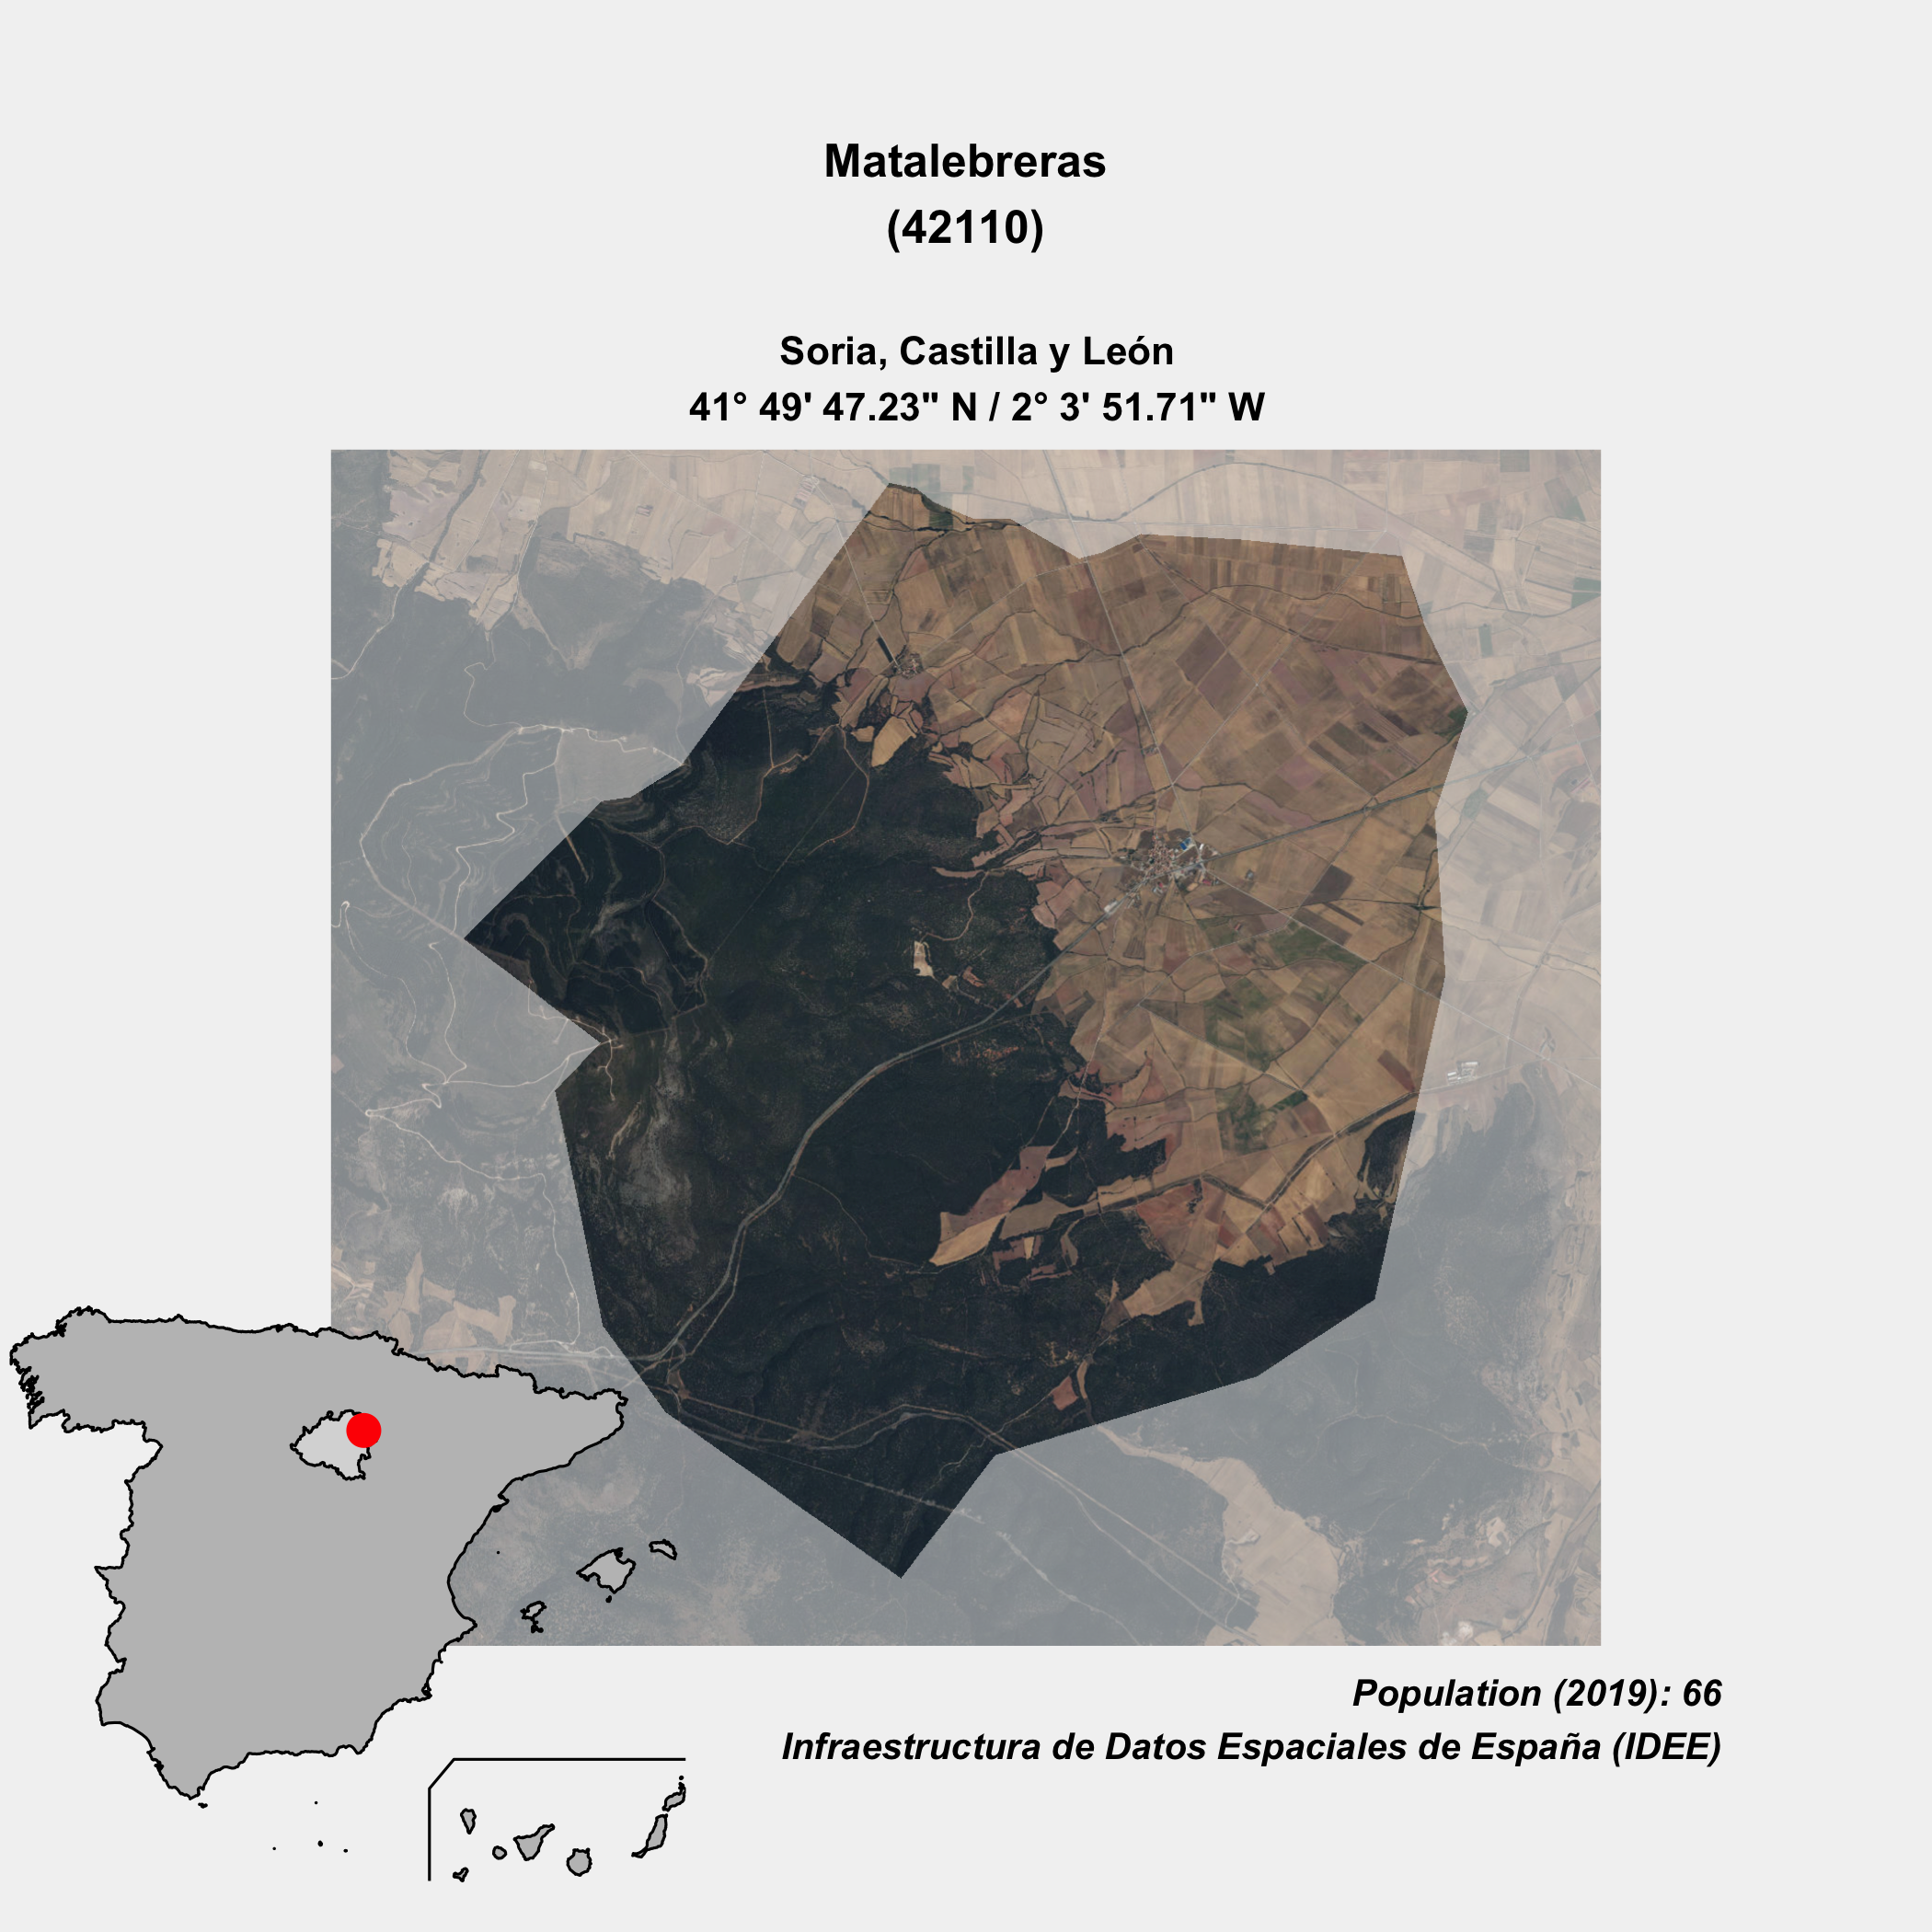 Matalebreras
(42110)
Soria, Castilla y León
41° 49' 47.23" N / 2° 3' 51.71" W
Population (2019): 66
Infraestructura de Datos Espaciales de España (IDEE)